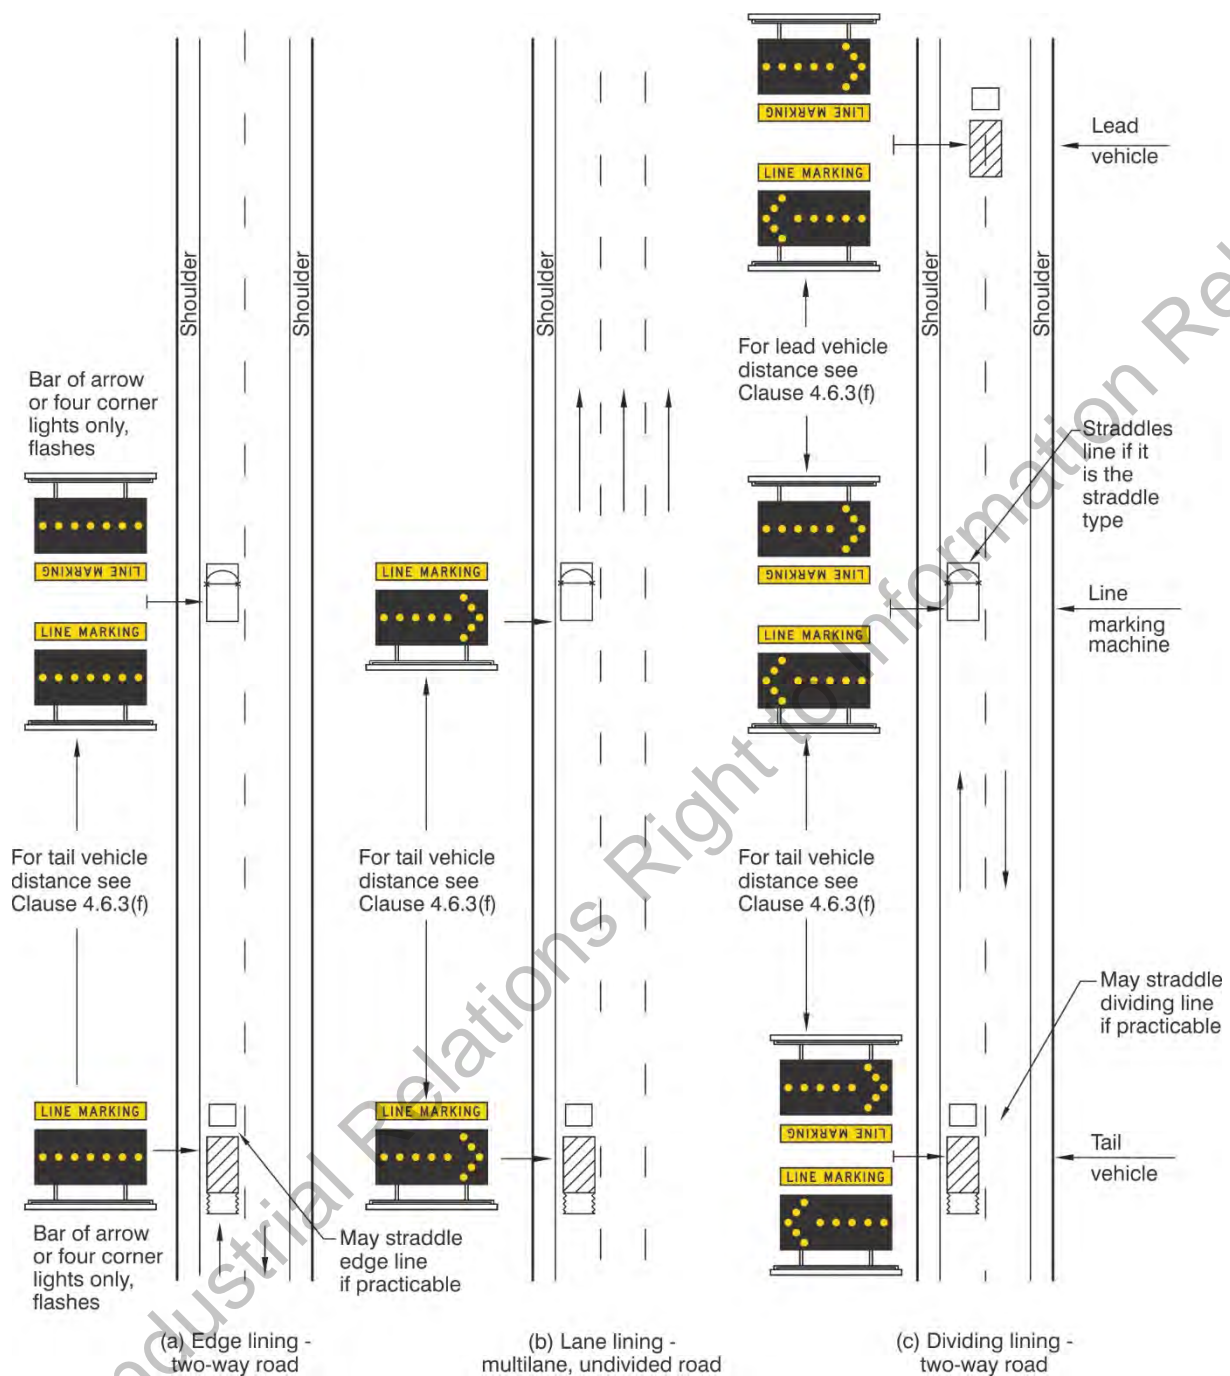 LINE MARKING
LINE MARKING
Lead
vehicle
Shoulder
Shoulder
Shoulder
Shoulder
Shoulder
For lead vehicle
distance see
Clause 4.6.3(f)
Bar of arrow
or four corner
lights only,
flashes
Straddles
line if it
is the
straddle
type
LINE MARKING
LINE MARKING
LINE MARKING
LINE MARKING
LINE MARKING
Line
marking
machine
For tail vehicle
distance see
Clause 4.6.3(f)
For tail vehicle
distance see
Clause 4.6.3(f)
For tail vehicle
distance see
Clause 4.6.3(f)
May straddle
dividing line
if practicable
LINE MARKING
LINE MARKING
LINE MARKING
LINE MARKING
Tail
vehicle
Bar of arrow
or four corner
lights only,
flashes
May straddle
edge line
if practicable
(a) Edge lining -
two-way road
(b) Lane lining -
multilane, undivided road
(c) Dividing lining -
two-way road
Industrial Relations Right to Information Rel